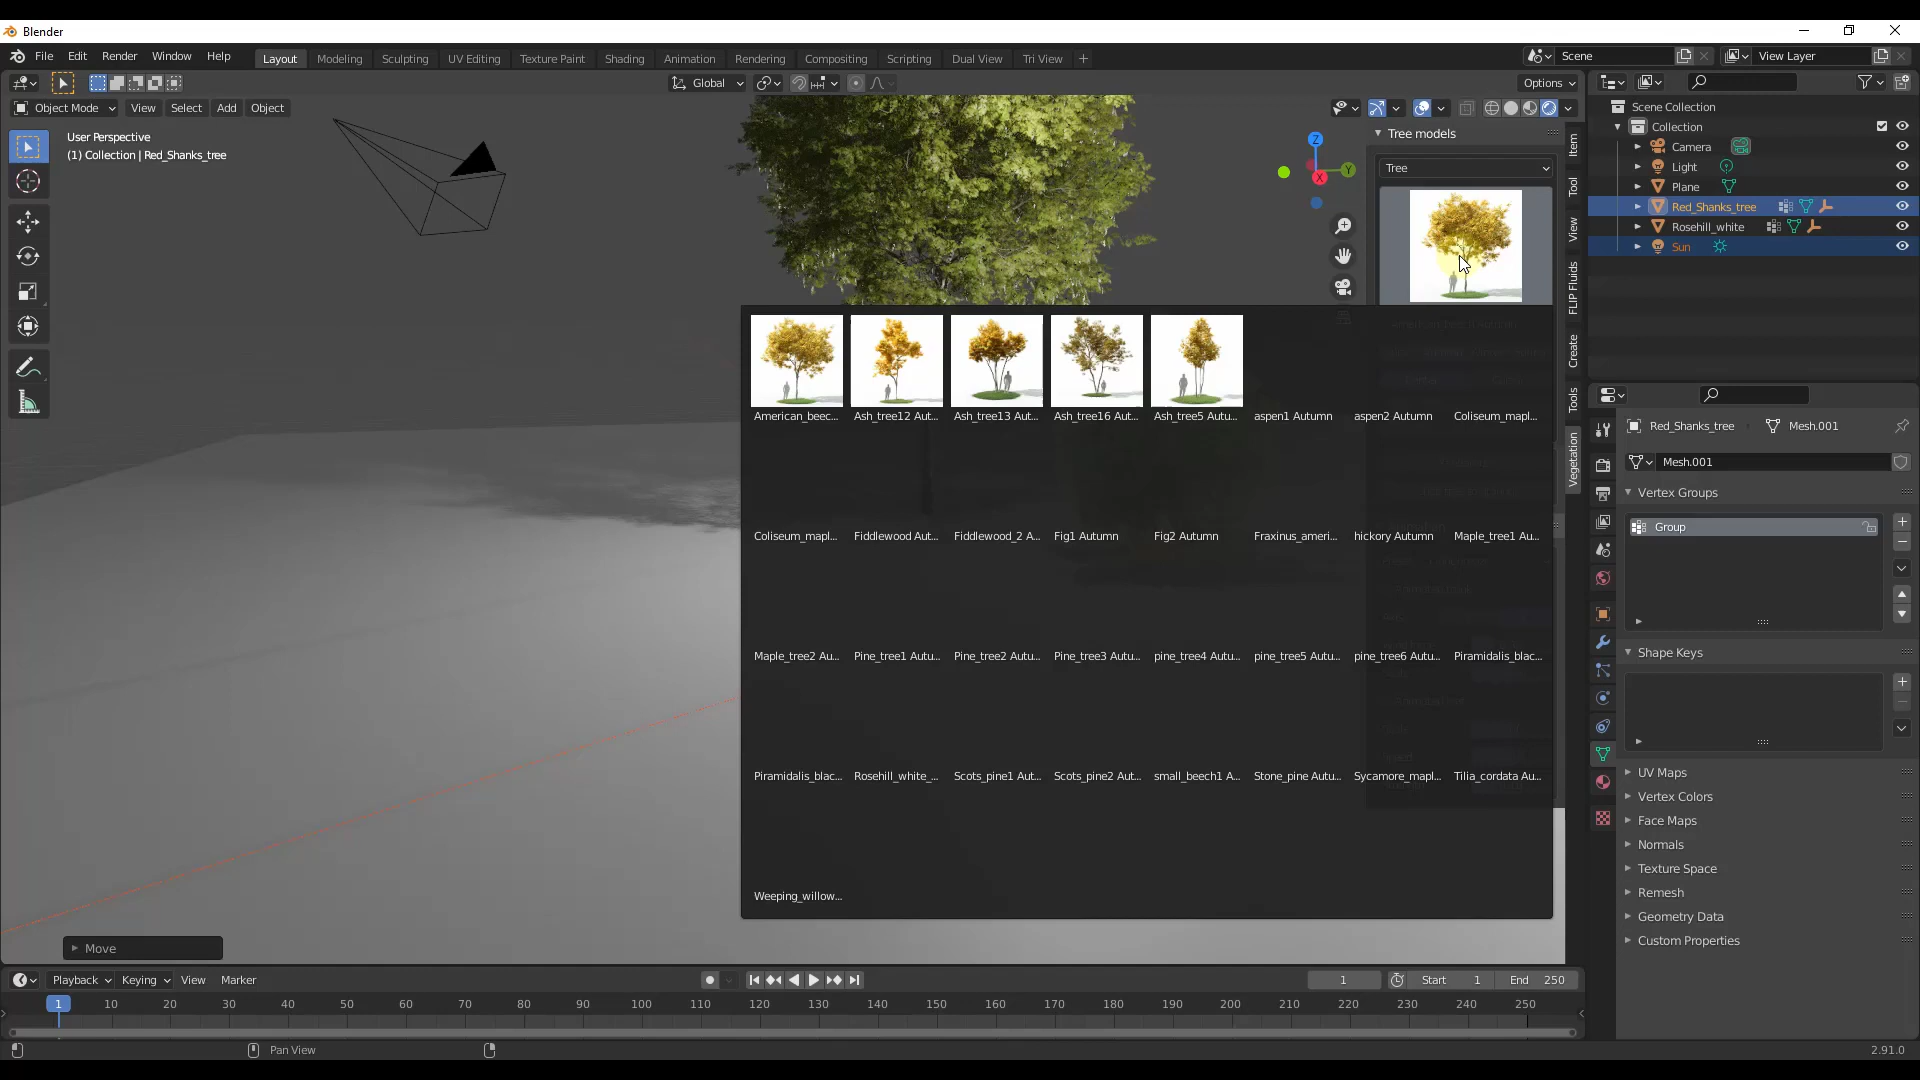 Blender
File Edit Render Window Help
Layout Modeling Sculpting UV Editing Texture Paint Shading Animation Rendering Compositing Scripting Dual View Tri View +
Scene
View Layer
Global
Options
Object Mode View Select Add Object
User Perspective
(1) Collection | Red_Shanks_tree
Z
Y
X
Tree models
Tree
Item
Tool
View
FLIP Fluids
Create
Tools
Vegetation
American_beec... Ash_tree12 Aut... Ash_tree13 Aut... Ash_tree16 Aut... Ash_tree5 Autu... aspen1 Autumn aspen2 Autumn Coliseum_mapl...
Coliseum_mapl... Fiddlewood Aut... Fiddlewood_2 A... Fig1 Autumn Fig2 Autumn Fraxinus_ameri... hickory Autumn Maple_tree1 Au...
Maple_tree2 Au... Pine_tree1 Autu... Pine_tree2 Autu... Pine_tree3 Autu... pine_tree4 Autu... pine_tree5 Autu... pine_tree6 Autu... Piramidalis_blac...
Piramidalis_blac... Rosehill_white_... Scots_pine1 Aut... Scots_pine2 Aut... small_beech1 A... Stone_pine Autu... Sycamore_mapl... Tilia_cordata Au...
Weeping_willow...
Move
Scene Collection
Collection
Camera
Light
Plane
Red_Shanks_tree
Rosehill_white
Sun
Red_Shanks_tree Mesh.001
Mesh.001
Vertex Groups
Group
Shape Keys
UV Maps
Vertex Colors
Face Maps
Normals
Texture Space
Remesh
Geometry Data
Custom Properties
Playback Keying View Marker
1 Start 1 End 250
1 10 20 30 40 50 60 70 80 90 100 110 120 130 140 150 160 170 180 190 200 210 220 230 240 250
Pan View
2.91.0